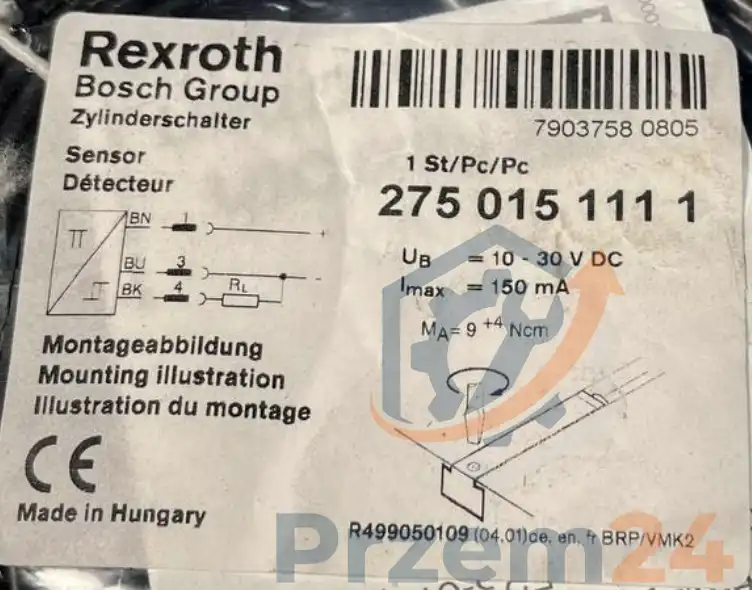 Rexroth
Bosch Group
Zylinderschalter
Sensor
Détecteur
7903758 0805
1 St/Pc/Pc
275 015 111 1
UB = 10 - 30 V DC
Imax = 150 mA
MA= 9 +4 Ncm
BN 1 +
BU 3 -
BK 4 RL
Montageabbildung
Mounting illustration
Illustration du montage
CE
Made in Hungary
R499050109 (04.01)de, en, fr BRP/VMK2
Przem24